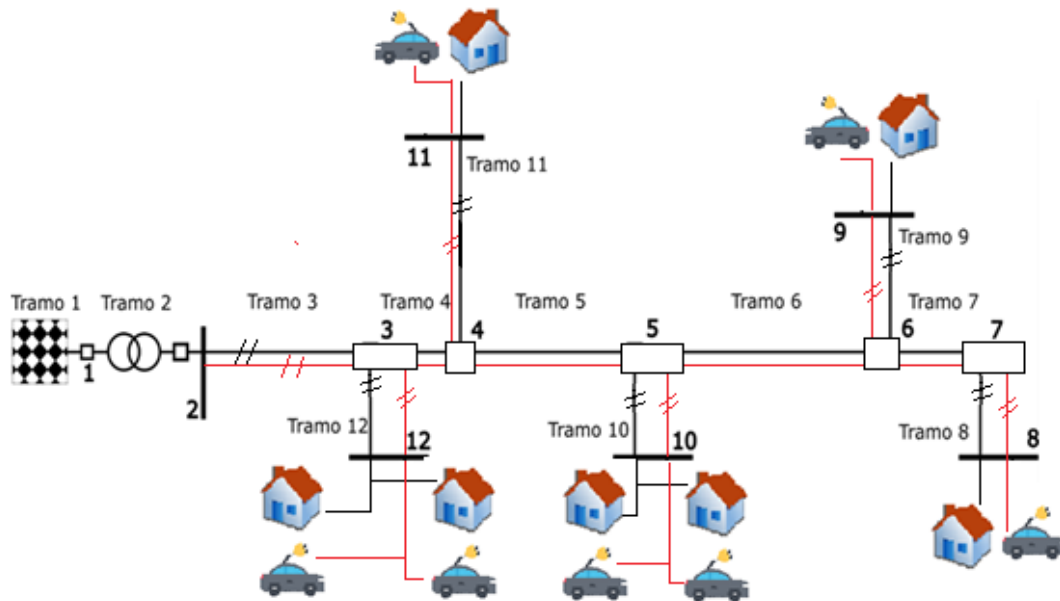 11
Tramo 11
9
Tramo 9
Tramo 1
Tramo 2
Tramo 3
Tramo 4
Tramo 5
Tramo 6
Tramo 7
1
2
3
4
5
6
7
Tramo 12
12
Tramo 10
10
Tramo 8
8